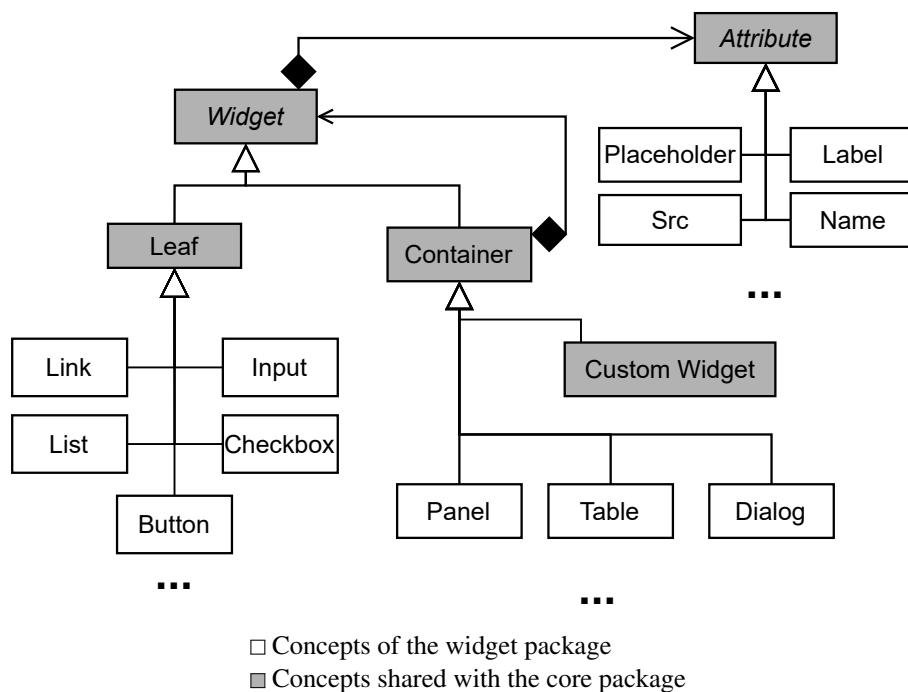 Attribute
Widget
Placeholder
Label
Src
Name
Leaf
Container
...
Link
Input
Custom Widget
List
Checkbox
Panel
Table
Dialog
Button
...
...
Concepts of the widget package
Concepts shared with the core package